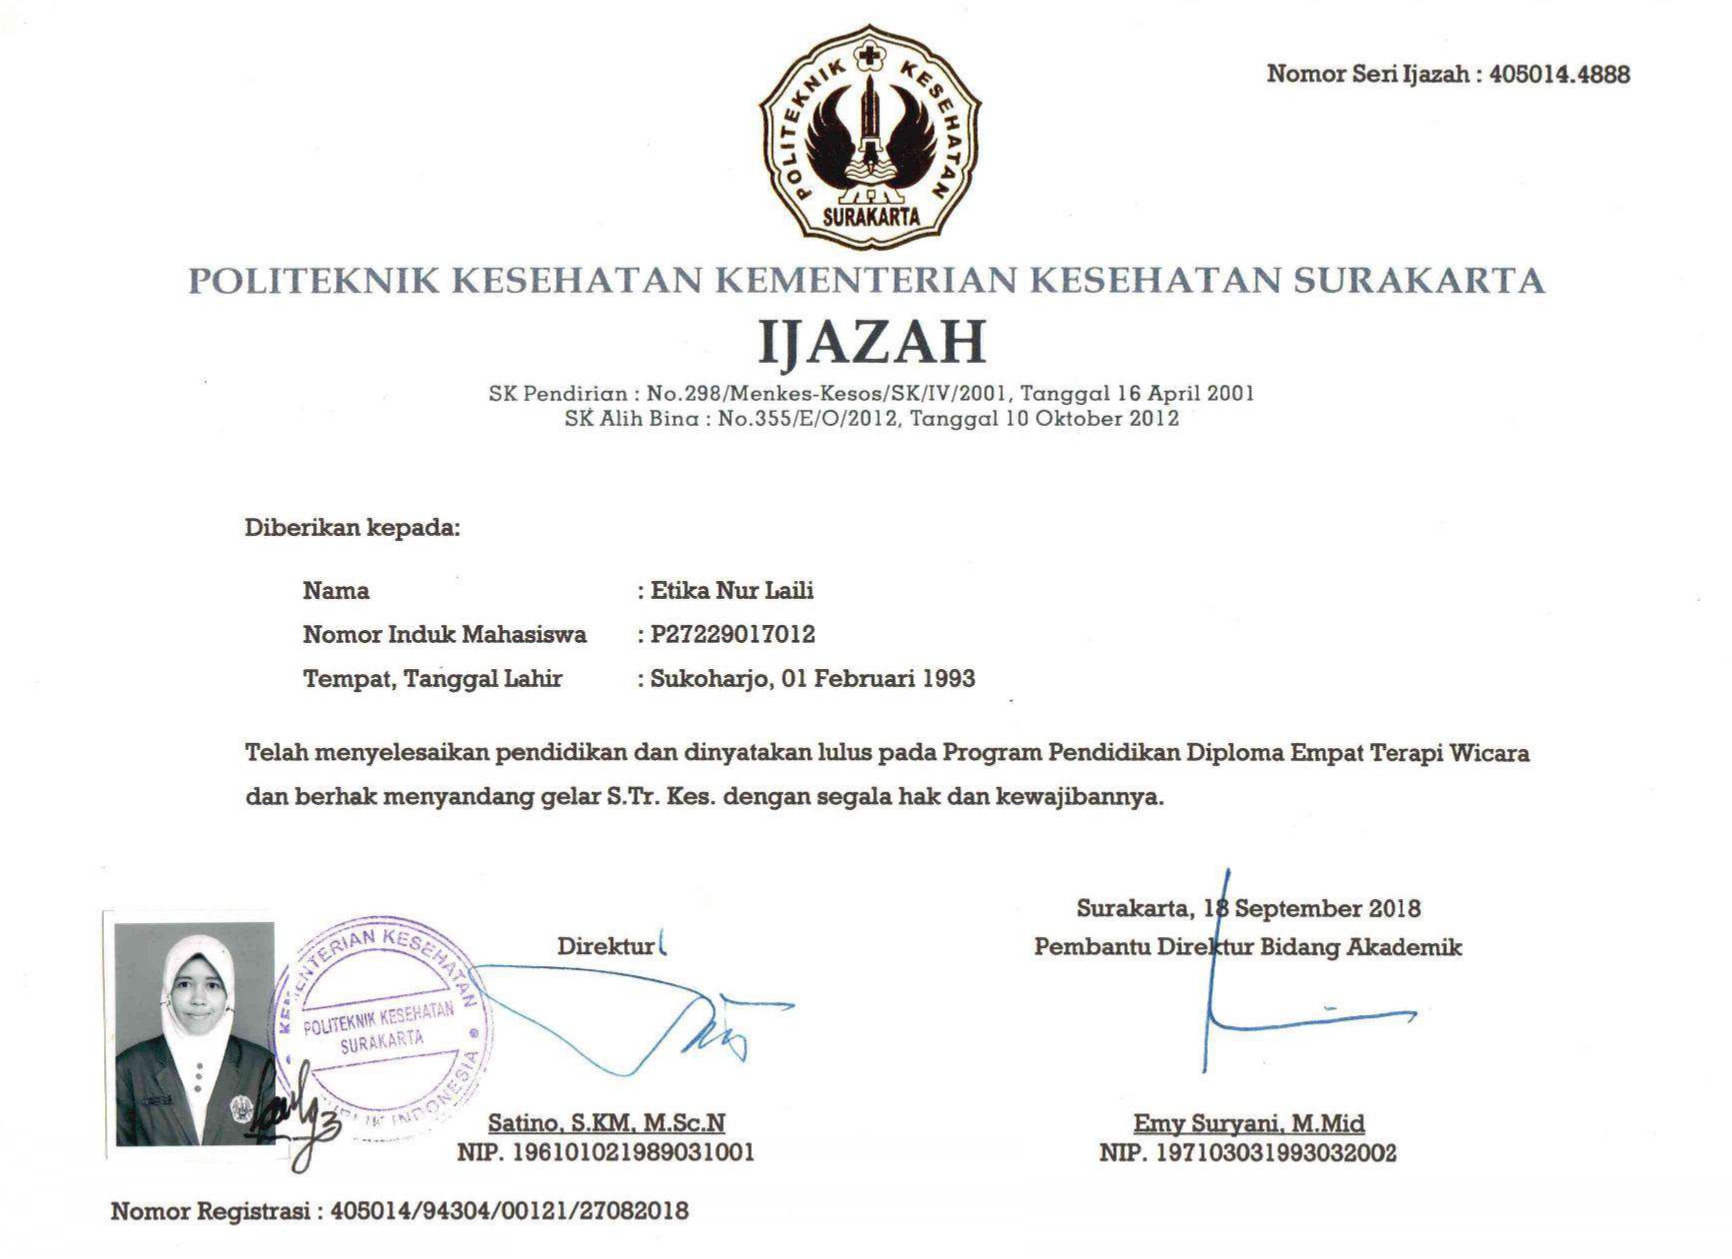 POLITEKNIK KESEHATAN
SURAKARTA
Nomor Seri Ijazah : 405014.4888
POLITEKNIK KESEHATAN KEMENTERIAN KESEHATAN SURAKARTA
IJAZAH
SK Pendirian : No.298/Menkes-Kesos/SK/IV/2001, Tanggal 16 April 2001
SK Alih Bina : No.355/E/O/2012, Tanggal 10 Oktober 2012
Diberikan kepada:
Nama : Etika Nur Laili
Nomor Induk Mahasiswa : P27229017012
Tempat, Tanggal Lahir : Sukoharjo, 01 Februari 1993
Telah menyelesaikan pendidikan dan dinyatakan lulus pada Program Pendidikan Diploma Empat Terapi Wicara
dan berhak menyandang gelar S.Tr. Kes. dengan segala hak dan kewajibannya.
Surakarta, 18 September 2018
Direktur
Pembantu Direktur Bidang Akademik
KEMENTERIAN KESEHATAN
POLITEKNIK KESEHATAN
SURAKARTA
INDONESIA
Satino, S.KM, M.Sc.N
NIP. 196101021989031001
Emy Suryani, M.Mid
NIP. 197103031993032002
Nomor Registrasi : 405014/94304/00121/27082018